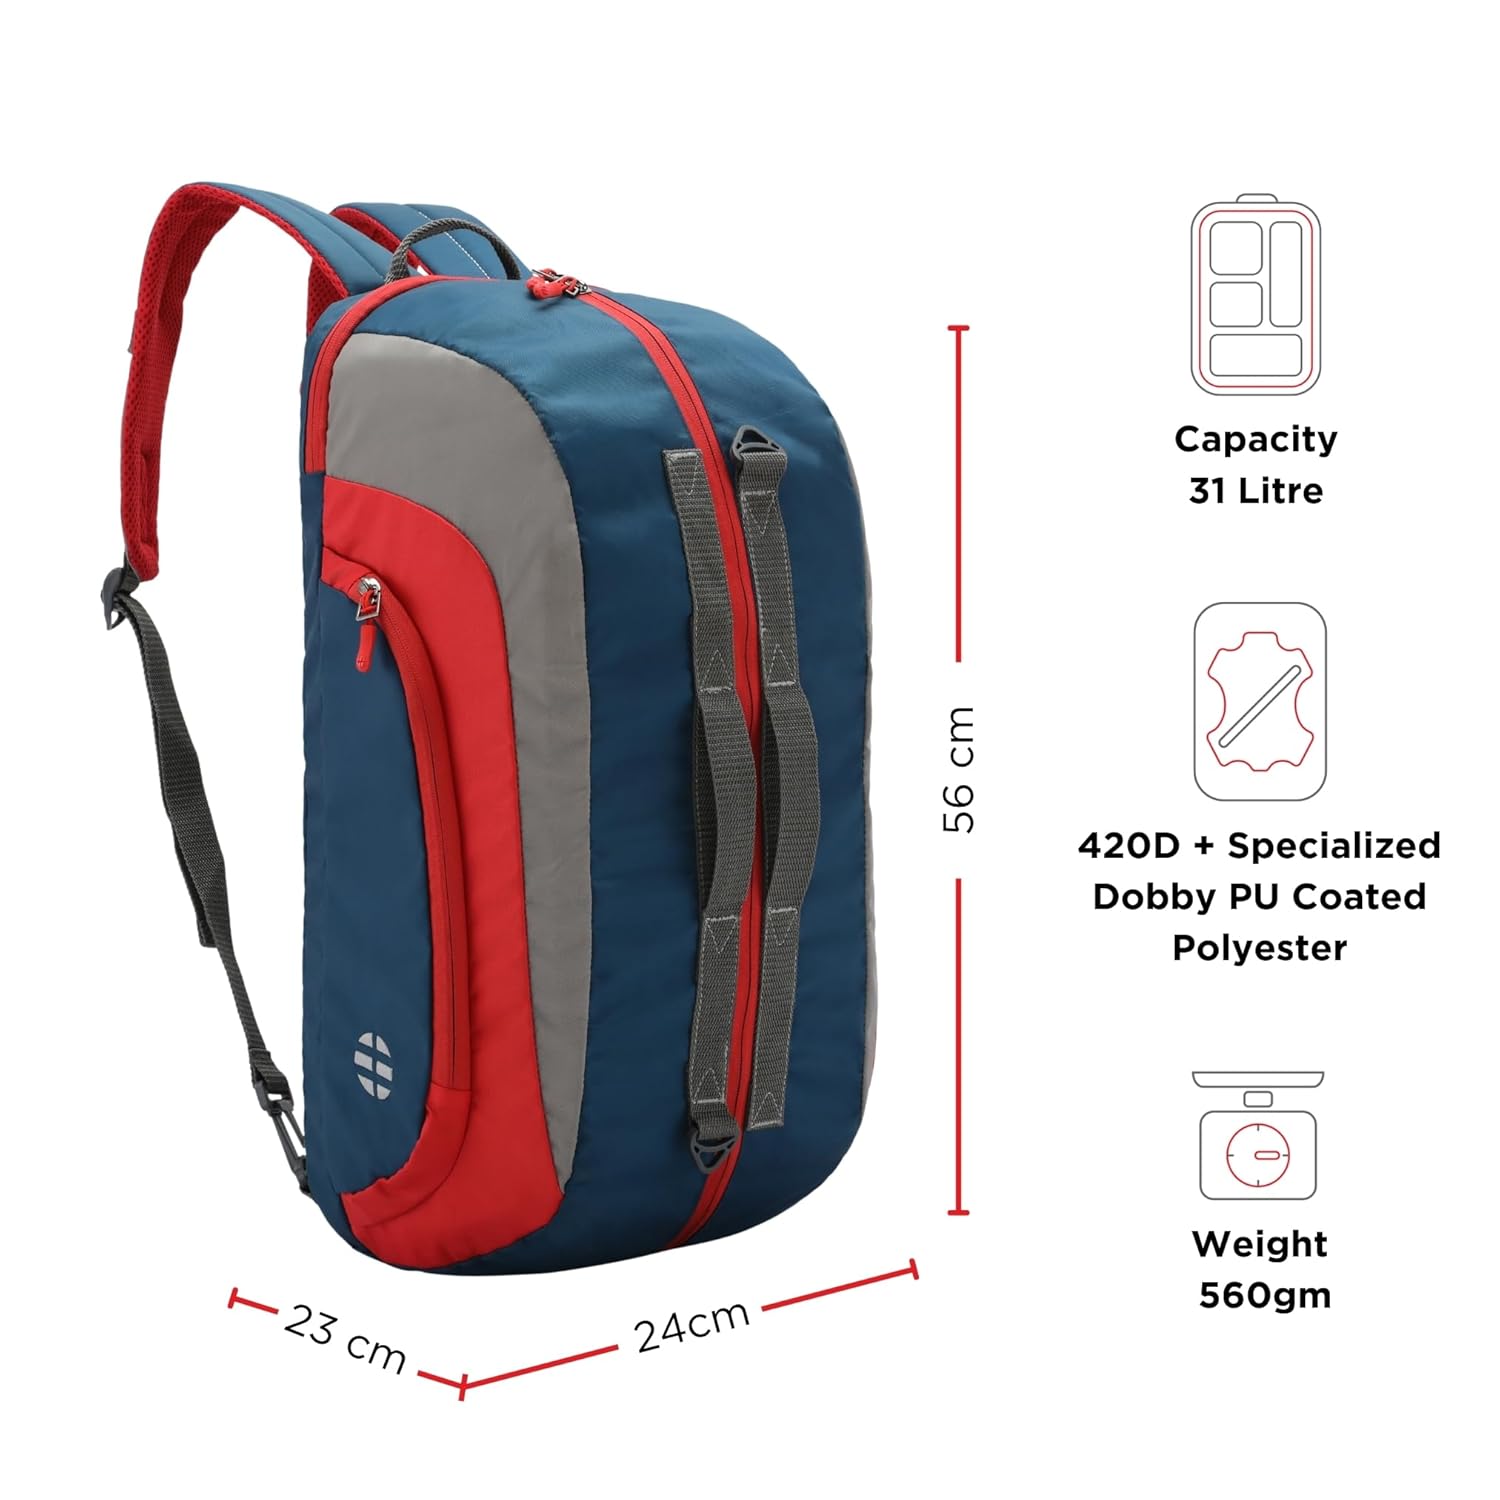 Capacity
31 Litre
56 cm
420D + Specialized
Dobby PU Coated
Polyester
Weight
560gm
23 cm
24cm